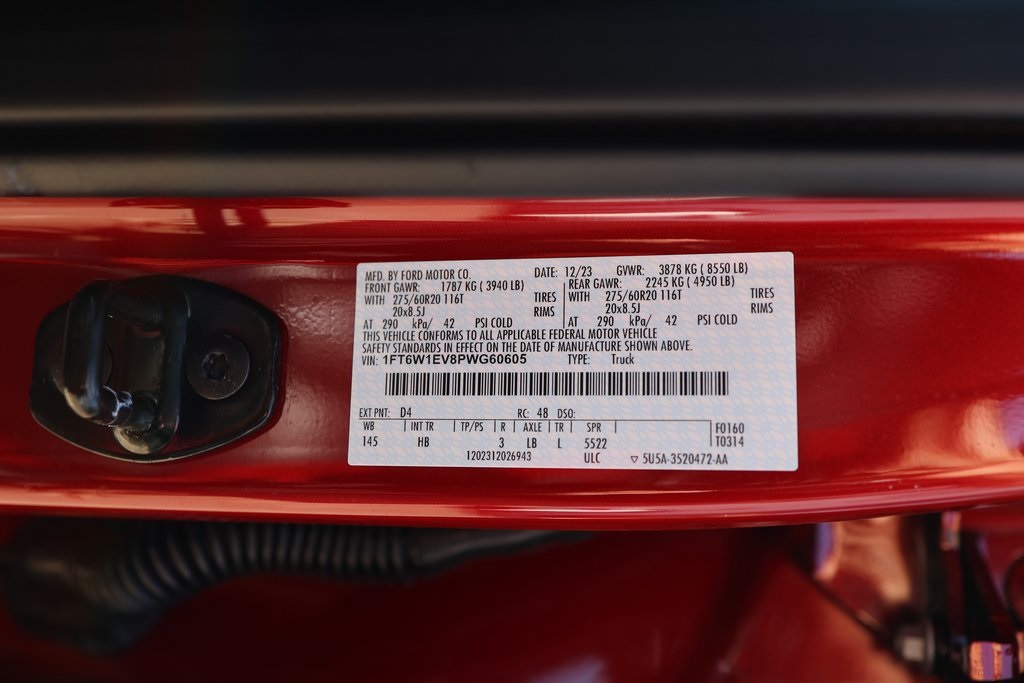 MFD. BY FORD MOTOR CO. DATE: 12/23 GVWR: 3878 KG ( 8550 LB)
FRONT GAWR: 1787 KG ( 3940 LB) REAR GAWR: 2245 KG ( 4950 LB)
WITH 275/60R20 116T TIRES WITH 275/60R20 116T TIRES
20x8.5J RIMS 20x8.5J RIMS
AT 290 kPa/ 42 PSI COLD AT 290 kPa/ 42 PSI COLD
THIS VEHICLE CONFORMS TO ALL APPLICABLE FEDERAL MOTOR VEHICLE
SAFETY STANDARDS IN EFFECT ON THE DATE OF MANUFACTURE SHOWN ABOVE.
VIN: 1FT6W1EV8PWG60605 TYPE: Truck
EXT PNT: D4 RC: 48 DSO:
WB | INT TR | TP/PS | R | AXLE | TR | SPR F0160
145 HB 3 LB L 5522 T0314
1202312026943 ULC ▽ 5U5A-3520472-AA